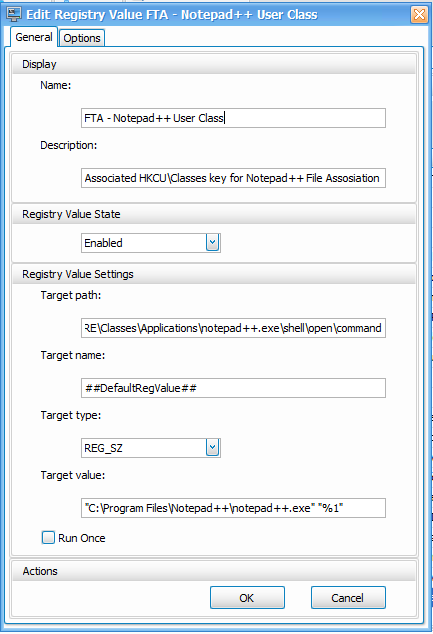 Edit Registry Value FTA - Notepad++ User Class
General Options
Display
Name:
FTA - Notepad++ User Class
Description:
Associated HKCU\Classes key for Notepad++ File Assosiation
Registry Value State
Enabled
Registry Value Settings
Target path:
RE\Classes\Applications\notepad++.exe\shell\open\command
Target name:
##DefaultRegValue##
Target type:
REG_SZ
Target value:
"C:\Program Files\Notepad++\notepad++.exe" "%1"
Run Once
Actions
OK Cancel